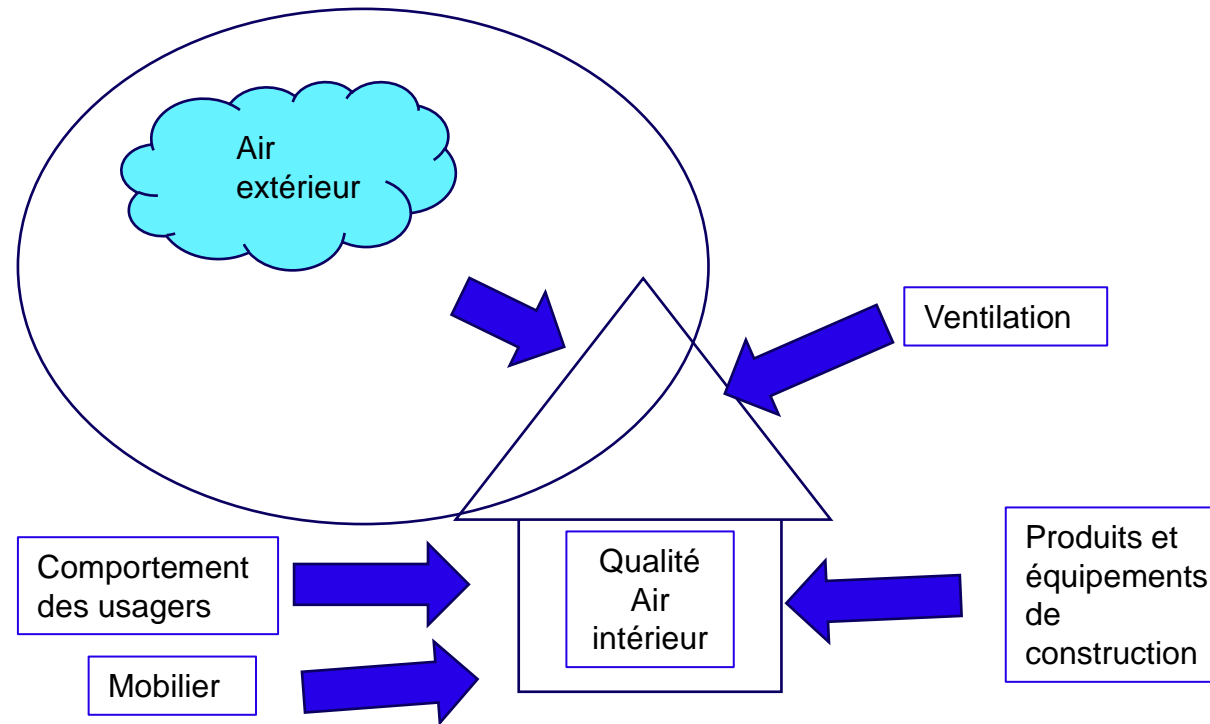 Air
extérieur
Ventilation
Comportement
des usagers
Qualité
Air
intérieur
Produits et
équipements
de
construction
Mobilier